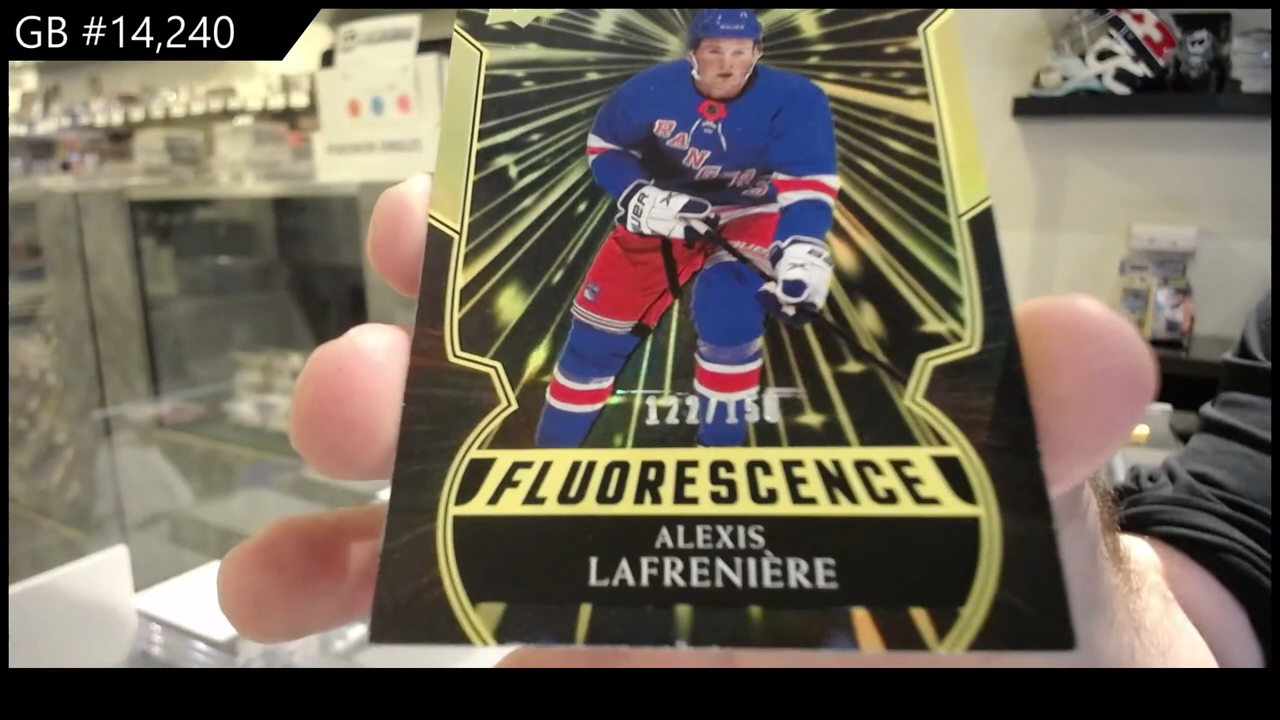 GB #14,240
RANGERS
122/150
FLUORESCENCE
ALEXIS
LAFRENIÈRE